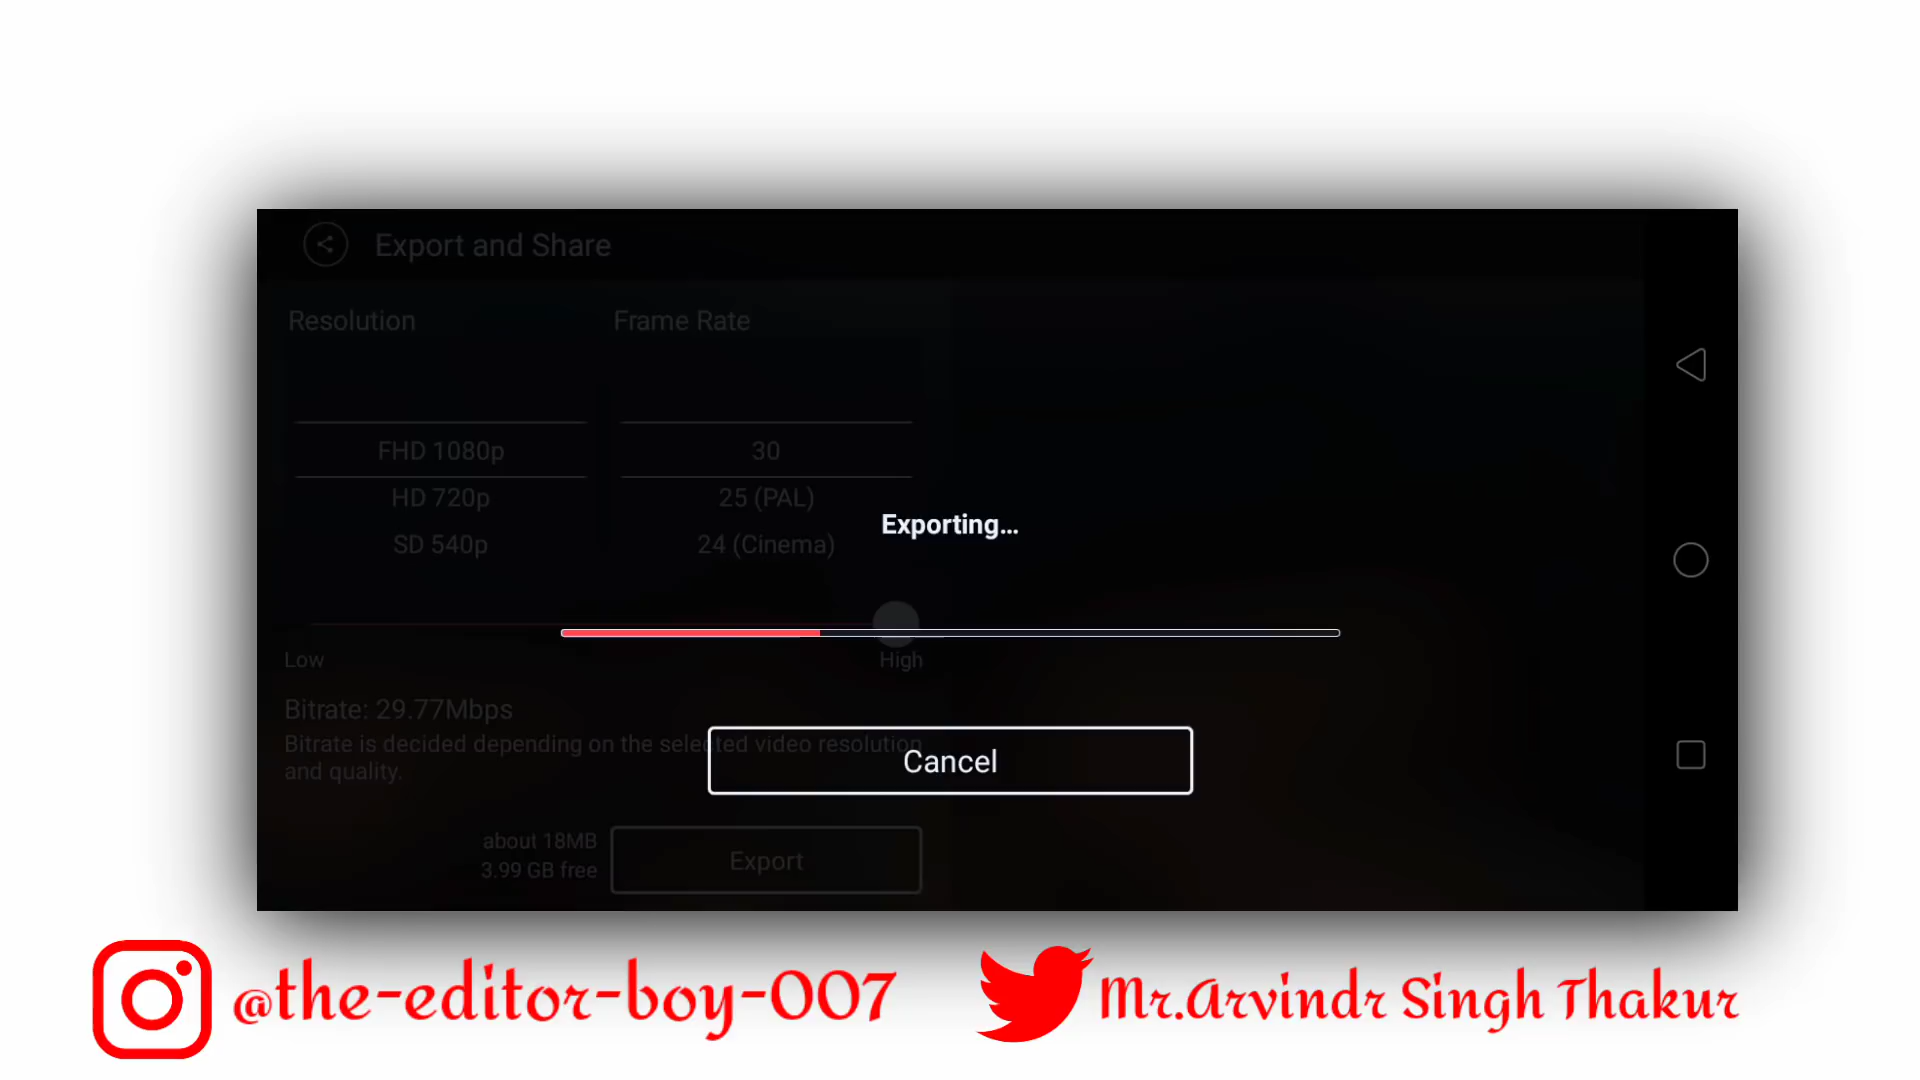 Export and Share
Resolution
Frame Rate
FHD 1080p
30
HD 720p
25 (PAL)
SD 540p
24 (Cinema)
Exporting...
Low
High
Bitrate: 29.77Mbps
Bitrate is decided depending on the selected video resolution
and quality.
Cancel
about 18MB
3.99 GB free
Export
@the-editor-boy-007
Mr.Arvindr Singh Thakur